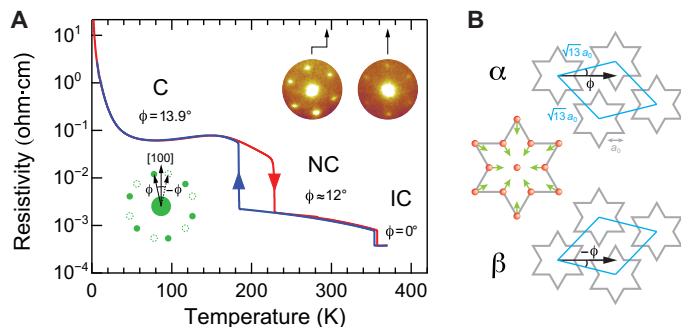 A
Resistivity (ohm·cm)
10¹
10⁰
10⁻¹
10⁻²
10⁻³
10⁻⁴
0
100
200
300
400
Temperature (K)
C
ϕ=13.9°
NC
ϕ≈12°
IC
ϕ=0°
[100]
ϕ
−ϕ
B
α
√13 a₀
ϕ
√13 a₀
a₀
β
−ϕ